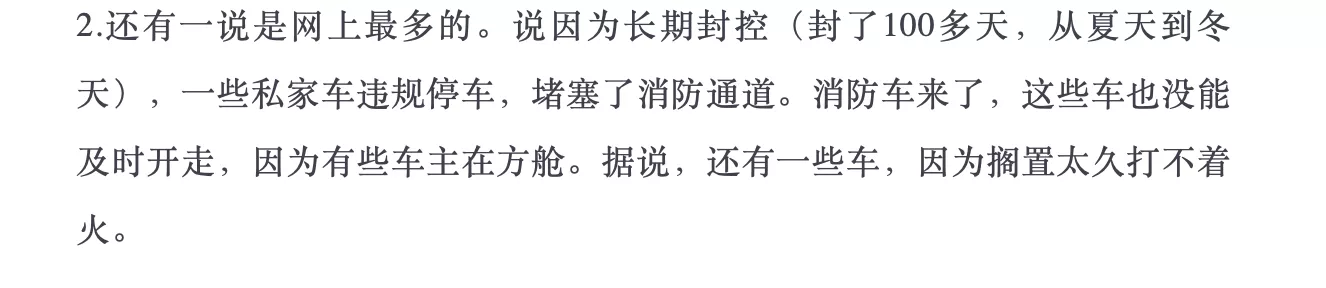 2.还有一说是网上最多的。说因为长期封控（封了100多天，从夏天到冬
天），一些私家车违规停车，堵塞了消防通道。消防车来了，这些车也没能
及时开走，因为有些车主在方舱。据说，还有一些车，因为搁置太久打不着
火。